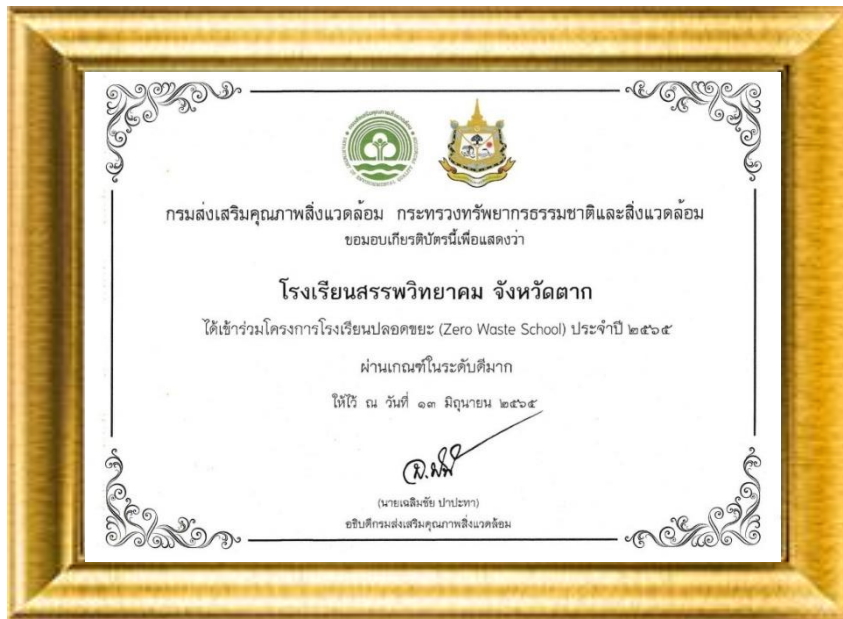 กรมส่งเสริมคุณภาพสิ่งแวดล้อม กระทรวงทรัพยากรธรรมชาติและสิ่งแวดล้อม
ขอมอบเกียรติบัตรนี้เพื่อแสดงว่า
โรงเรียนสรรพวิทยาคม จังหวัดตาก
ได้เข้าร่วมโครงการโรงเรียนปลอดขยะ (Zero Waste School) ประจำปี ๒๕๖๕
ผ่านเกณฑ์ในระดับดีมาก
ให้ไว้ ณ วันที่ ๑๓ มิถุนายน ๒๕๖๕
(นายเฉลิมชัย ปาปะทา)
อธิบดีกรมส่งเสริมคุณภาพสิ่งแวดล้อม